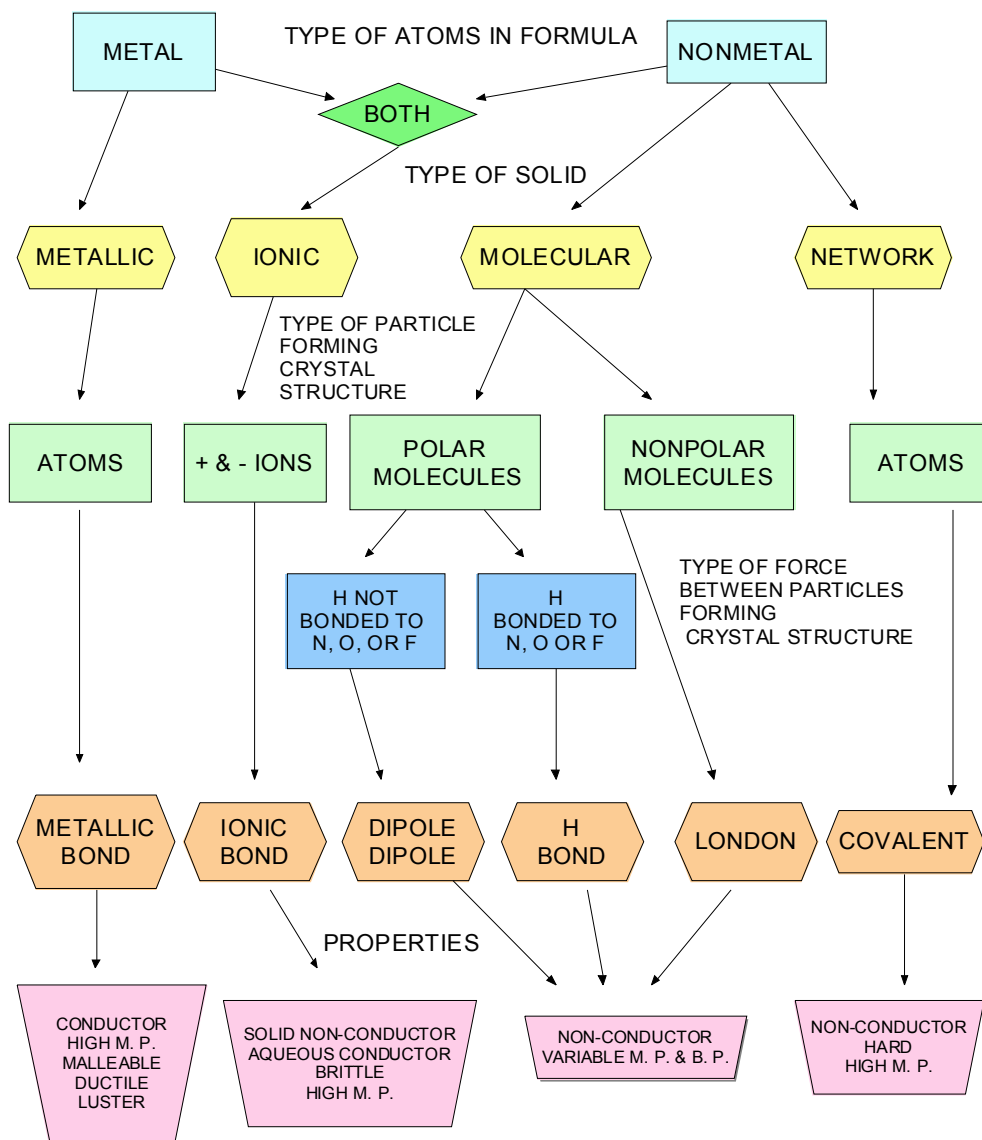 METAL
TYPE OF ATOMS IN FORMULA
NONMETAL
BOTH
TYPE OF SOLID
METALLIC
IONIC
MOLECULAR
NETWORK
TYPE OF PARTICLE
FORMING
CRYSTAL
STRUCTURE
ATOMS
+ & - IONS
POLAR
MOLECULES
NONPOLAR
MOLECULES
ATOMS
H NOT
BONDED TO
N, O, OR F
H
BONDED TO
N, O OR F
TYPE OF FORCE
BETWEEN PARTICLES
FORMING
CRYSTAL STRUCTURE
METALLIC
BOND
IONIC
BOND
DIPOLE
DIPOLE
H
BOND
LONDON
COVALENT
PROPERTIES
CONDUCTOR
HIGH M. P.
MALLEABLE
DUCTILE
LUSTER
SOLID NON-CONDUCTOR
AQUEOUS CONDUCTOR
BRITTLE
HIGH M. P.
NON-CONDUCTOR
VARIABLE M. P. & B. P.
NON-CONDUCTOR
HARD
HIGH M. P.